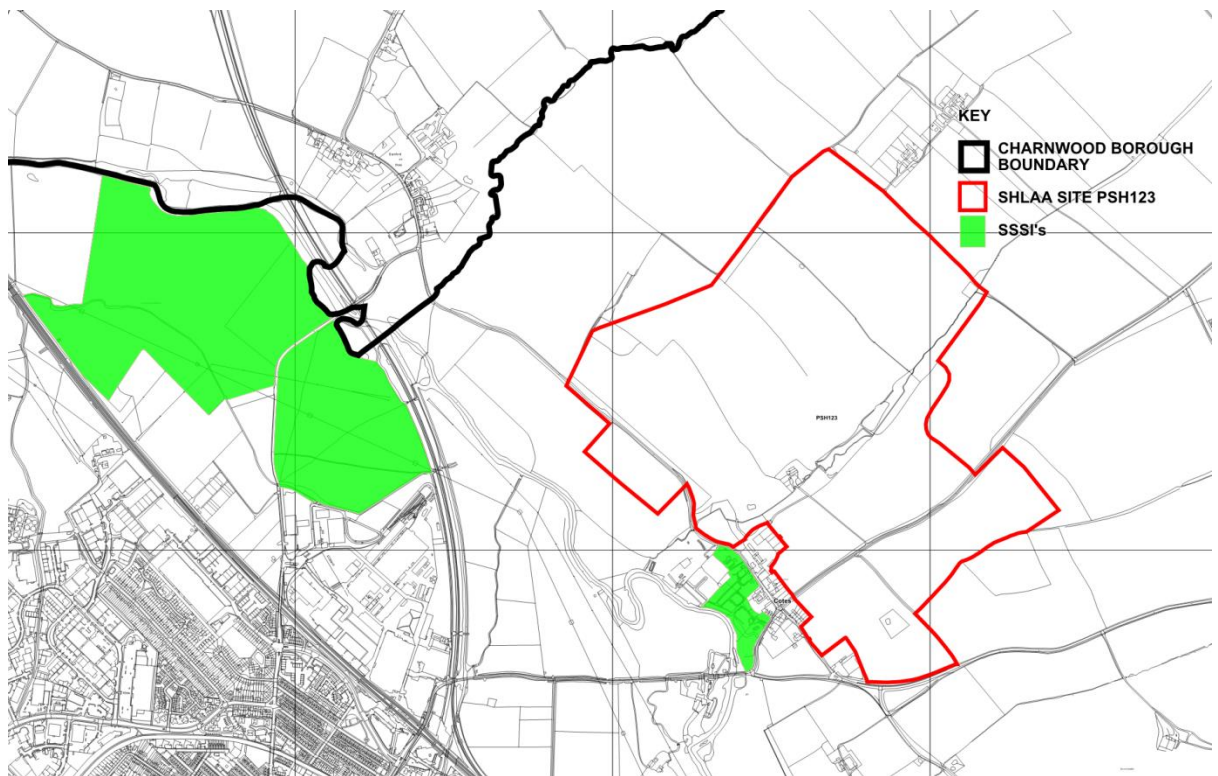 KEY
CHARNWOOD BOROUGH
BOUNDARY
SHLAA SITE PSH123
SSSI's
PSH123
Cotes